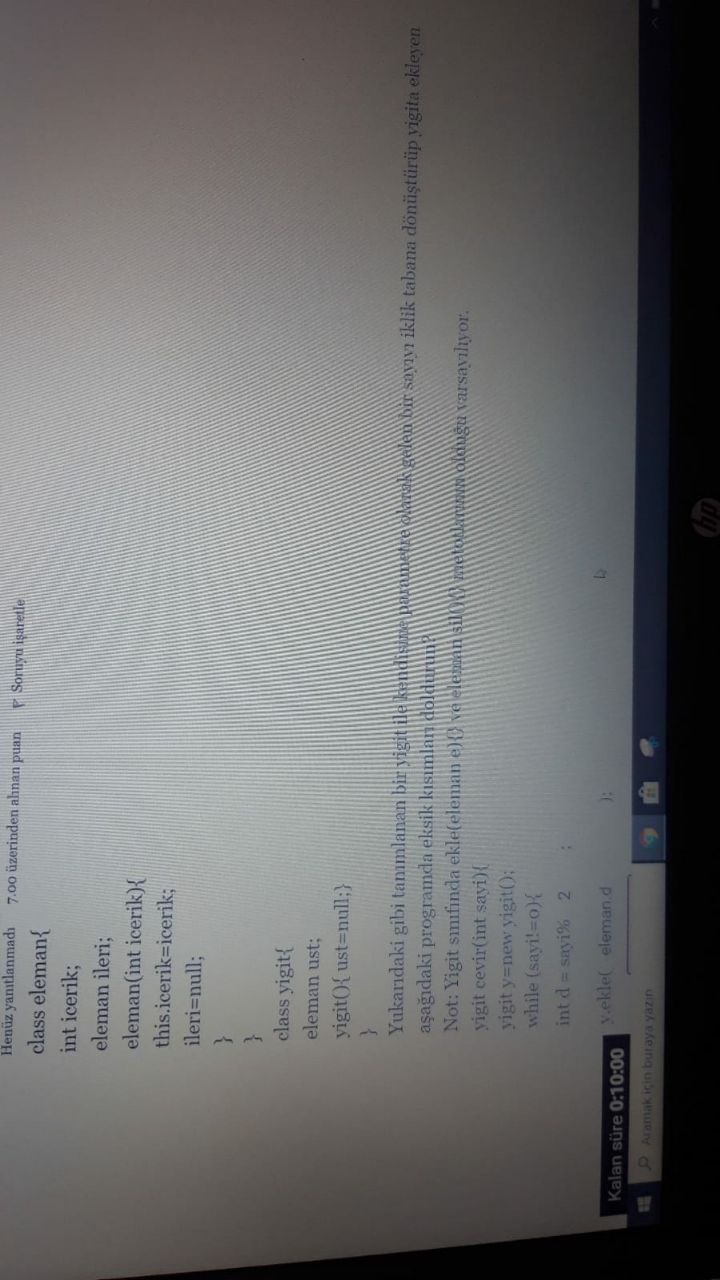 Henüz yanıtlanmadı 7.00 üzerinden alınan puan Soruyu işaretle
class eleman{
int icerik;
eleman ileri;
eleman(int icerik){
this.icerik=icerik;
ileri=null;
}
}
class yigit{
eleman ust;
yigit(){ ust=null;}
}
Yukarıdaki gibi tanımlanan bir yigit ile kendisine parametre olarak gelen bir sayıyı iklik tabana dönüştürüp yigita ekleyen
aşağıdaki programda eksik kısımları doldurun?
Not: Yigit sınıfında ekle(eleman e){} ve eleman sil(){} metotlarının olduğu varsayılıyor.
yigit cevir(int sayi){
yigit y=new yigit();
while (sayi!=0){
int d = sayi% 2 ;
y.ekle( eleman.d );
Kalan süre 0:10:00
Aramak için buraya yazın
hp